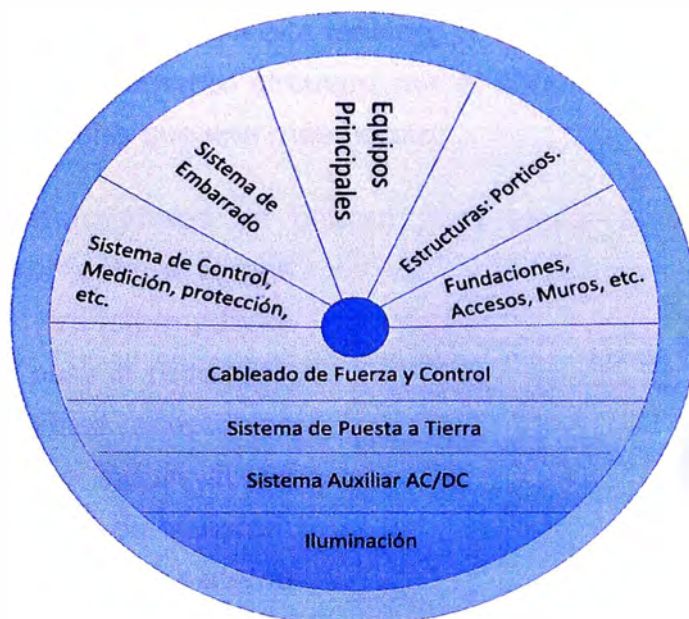 Sistema de Control,
Medición, protección,
etc.
Sistema de
Embarrado
Equipos
Principales
Estructuras: Porticos.
Fundaciones,
Accesos, Muros, etc.
Cableado de Fuerza y Control
Sistema de Puesta a Tierra
Sistema Auxiliar AC/DC
Iluminación